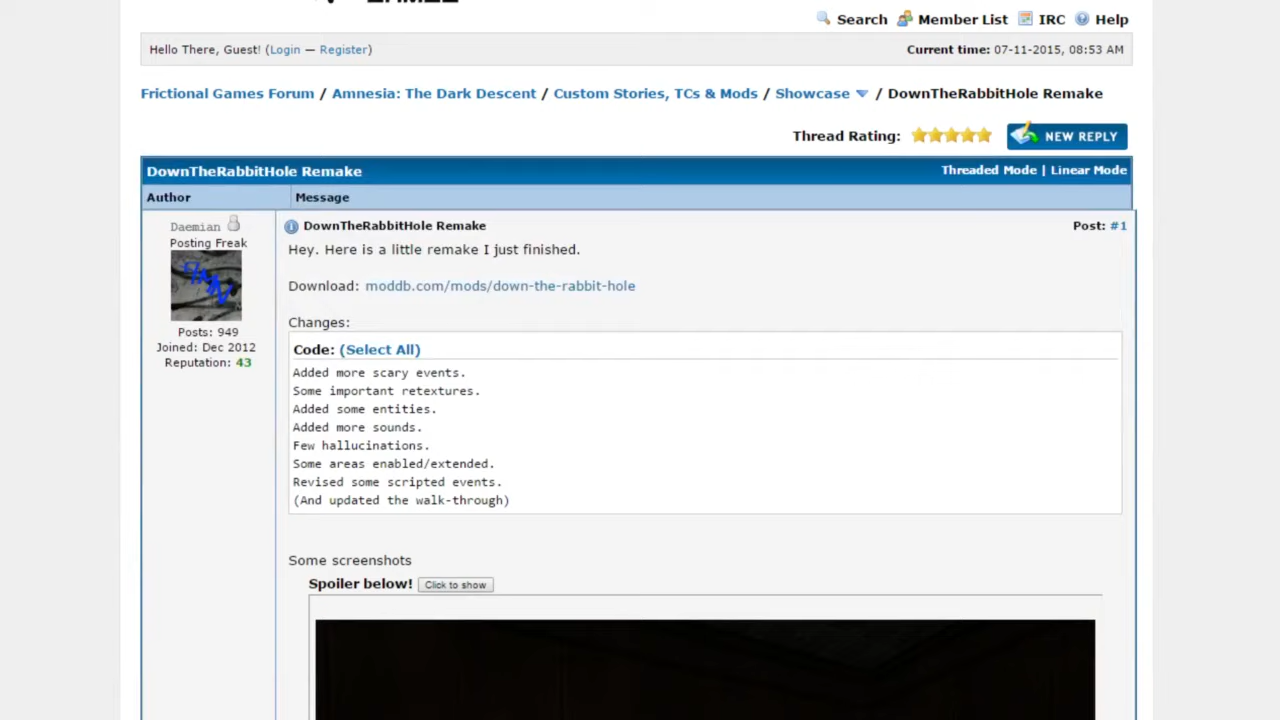 Search Member List IRC Help
Hello There, Guest! (Login — Register)
Current time: 07-11-2015, 08:53 AM
Frictional Games Forum / Amnesia: The Dark Descent / Custom Stories, TCs & Mods / Showcase / DownTheRabbitHole Remake
Thread Rating:
NEW REPLY
DownTheRabbitHole Remake
Threaded Mode | Linear Mode
Author
Message
Daemian
Posting Freak
Posts: 949
Joined: Dec 2012
Reputation: 43
DownTheRabbitHole Remake
Post: #1
Hey. Here is a little remake I just finished.
Download: moddb.com/mods/down-the-rabbit-hole
Changes:
Code: (Select All)
Added more scary events.
Some important retextures.
Added some entities.
Added more sounds.
Few hallucinations.
Some areas enabled/extended.
Revised some scripted events.
(And updated the walk-through)
Some screenshots
Spoiler below! Click to show